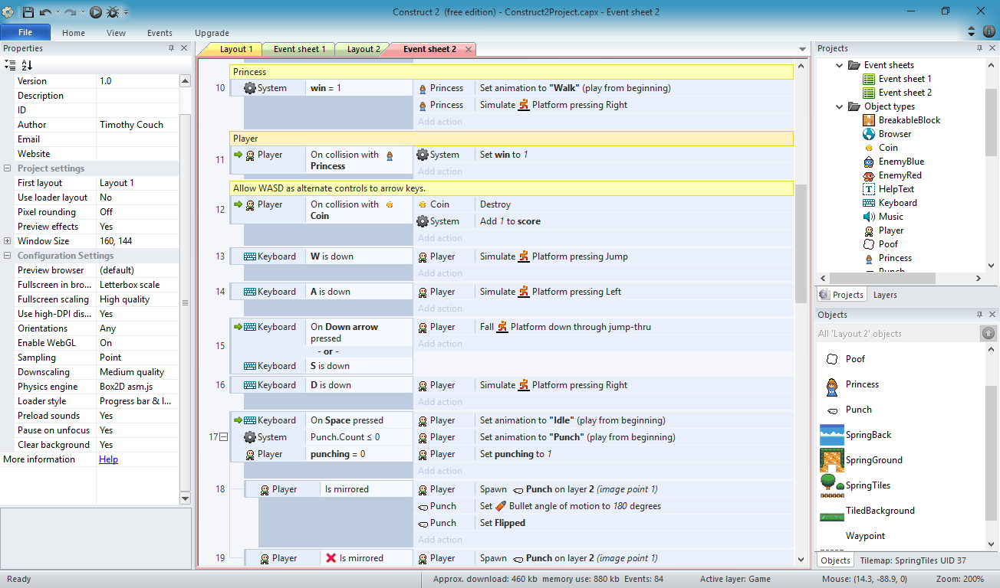 Construct 2 (free edition) - Construct2Project.capx - Event sheet 2
File Home View Events Upgrade
Properties
Version 1.0
Description
ID
Author Timothy Couch
Email
Website
Project settings
First layout Layout 1
Use loader layout No
Pixel rounding Off
Preview effects Yes
Window Size 160, 144
Configuration Settings
Preview browser (default)
Fullscreen in bro... Letterbox scale
Fullscreen scaling High quality
Use high-DPI dis... Yes
Orientations Any
Enable WebGL On
Sampling Point
Downscaling Medium quality
Physics engine Box2D asm.js
Loader style Progress bar & l...
Preload sounds Yes
Pause on unfocus Yes
Clear background Yes
More information Help
Layout 1 Event sheet 1 Layout 2 Event sheet 2
Princess
10 System win = 1 Princess Set animation to "Walk" (play from beginning)
Princess Simulate Platform pressing Right
Add action
Player
11 Player On collision with Princess System Set win to 1
Add action
Allow WASD as alternate controls to arrow keys.
12 Player On collision with Coin Coin Destroy
System Add 1 to score
Add action
13 Keyboard W is down Player Simulate Platform pressing Jump
Add action
14 Keyboard A is down Player Simulate Platform pressing Left
Add action
15 Keyboard On Down arrow pressed Player Fall Platform down through jump-thru
Add action
- or -
Keyboard S is down
16 Keyboard D is down Player Simulate Platform pressing Right
Add action
17 Keyboard On Space pressed Player Set animation to "Idle" (play from beginning)
System Punch.Count ≤ 0 Player Set animation to "Punch" (play from beginning)
Player punching = 0 Player Set punching to 1
Add action
18 Player Is mirrored Player Spawn Punch on layer 2 (image point 1)
Punch Set Bullet angle of motion to 180 degrees
Punch Set Flipped
Add action
19 Player Is mirrored Player Spawn Punch on layer 2 (image point 1)
Projects
Event sheets
Event sheet 1
Event sheet 2
Object types
BreakableBlock
Browser
Coin
EnemyBlue
EnemyRed
HelpText
Keyboard
Music
Player
Poof
Princess
Punch
Projects Layers
Objects
All 'Layout 2' objects
Poof
Princess
Punch
SpringBack
SpringGround
SpringTiles
TiledBackground
Waypoint
Objects Tilemap: SpringTiles UID 37
Ready Approx. download: 460 kb memory use: 880 kb Events: 84 Active layer: Game Mouse: (14.3, -88.9, 0) Zoom: 200%